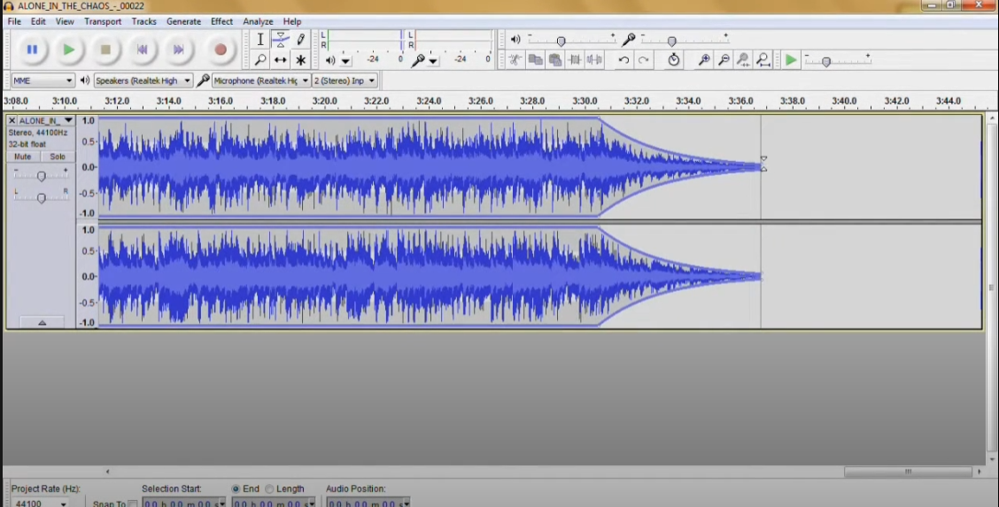 ALONE_IN_THE_CHAOS_-_00022
File Edit View Transport Tracks Generate Effect Analyze Help
L
R
-24 0
L
R
-24 0
MME Speakers (Realtek High Microphone (Realtek Hig 2 (Stereo) Inp
3:08.0 3:10.0 3:12.0 3:14.0 3:16.0 3:18.0 3:20.0 3:22.0 3:24.0 3:26.0 3:28.0 3:30.0 3:32.0 3:34.0 3:36.0 3:38.0 3:40.0 3:42.0 3:44.0
X ALONE_IN_
Stereo, 44100Hz
32-bit float
Mute Solo
- +
L R
1.0
0.5-
0.0-
-0.5-
-1.0
1.0
0.5-
0.0-
-0.5-
-1.0
Project Rate (Hz): Selection Start: End Length Audio Position:
44100 Snap To 00 h 00 m 00 s 00 h 00 m 00 s 00 h 00 m 00 s